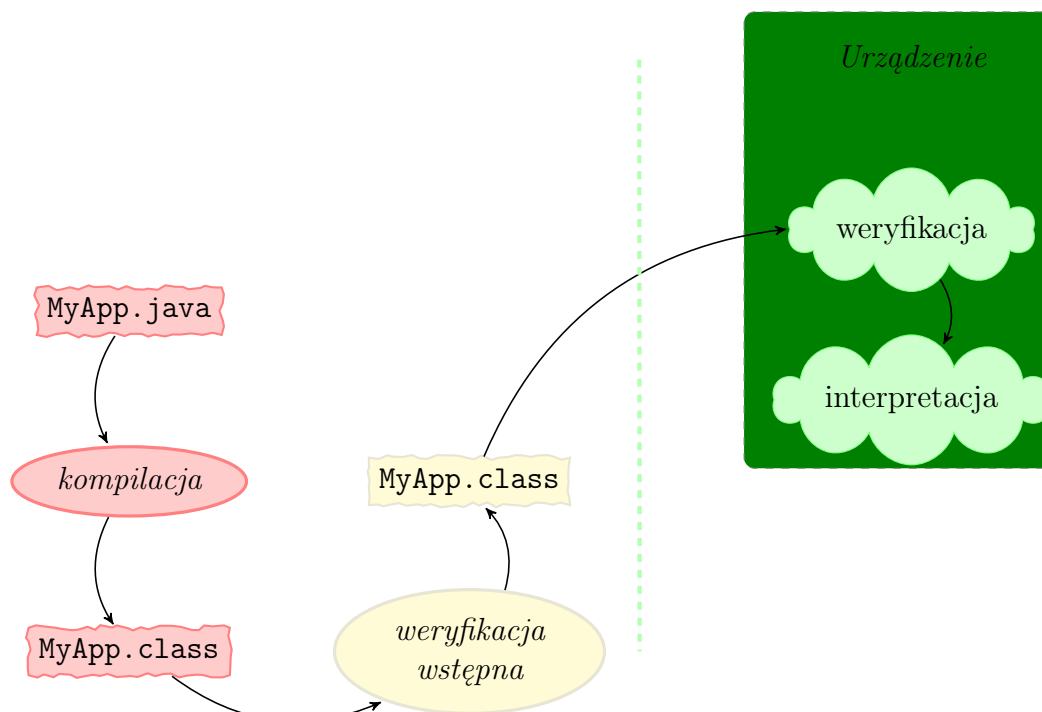 MyApp.java
kompilacja
MyApp.class
weryfikacja
wstępna
MyApp.class
Urządzenie
weryfikacja
interpretacja